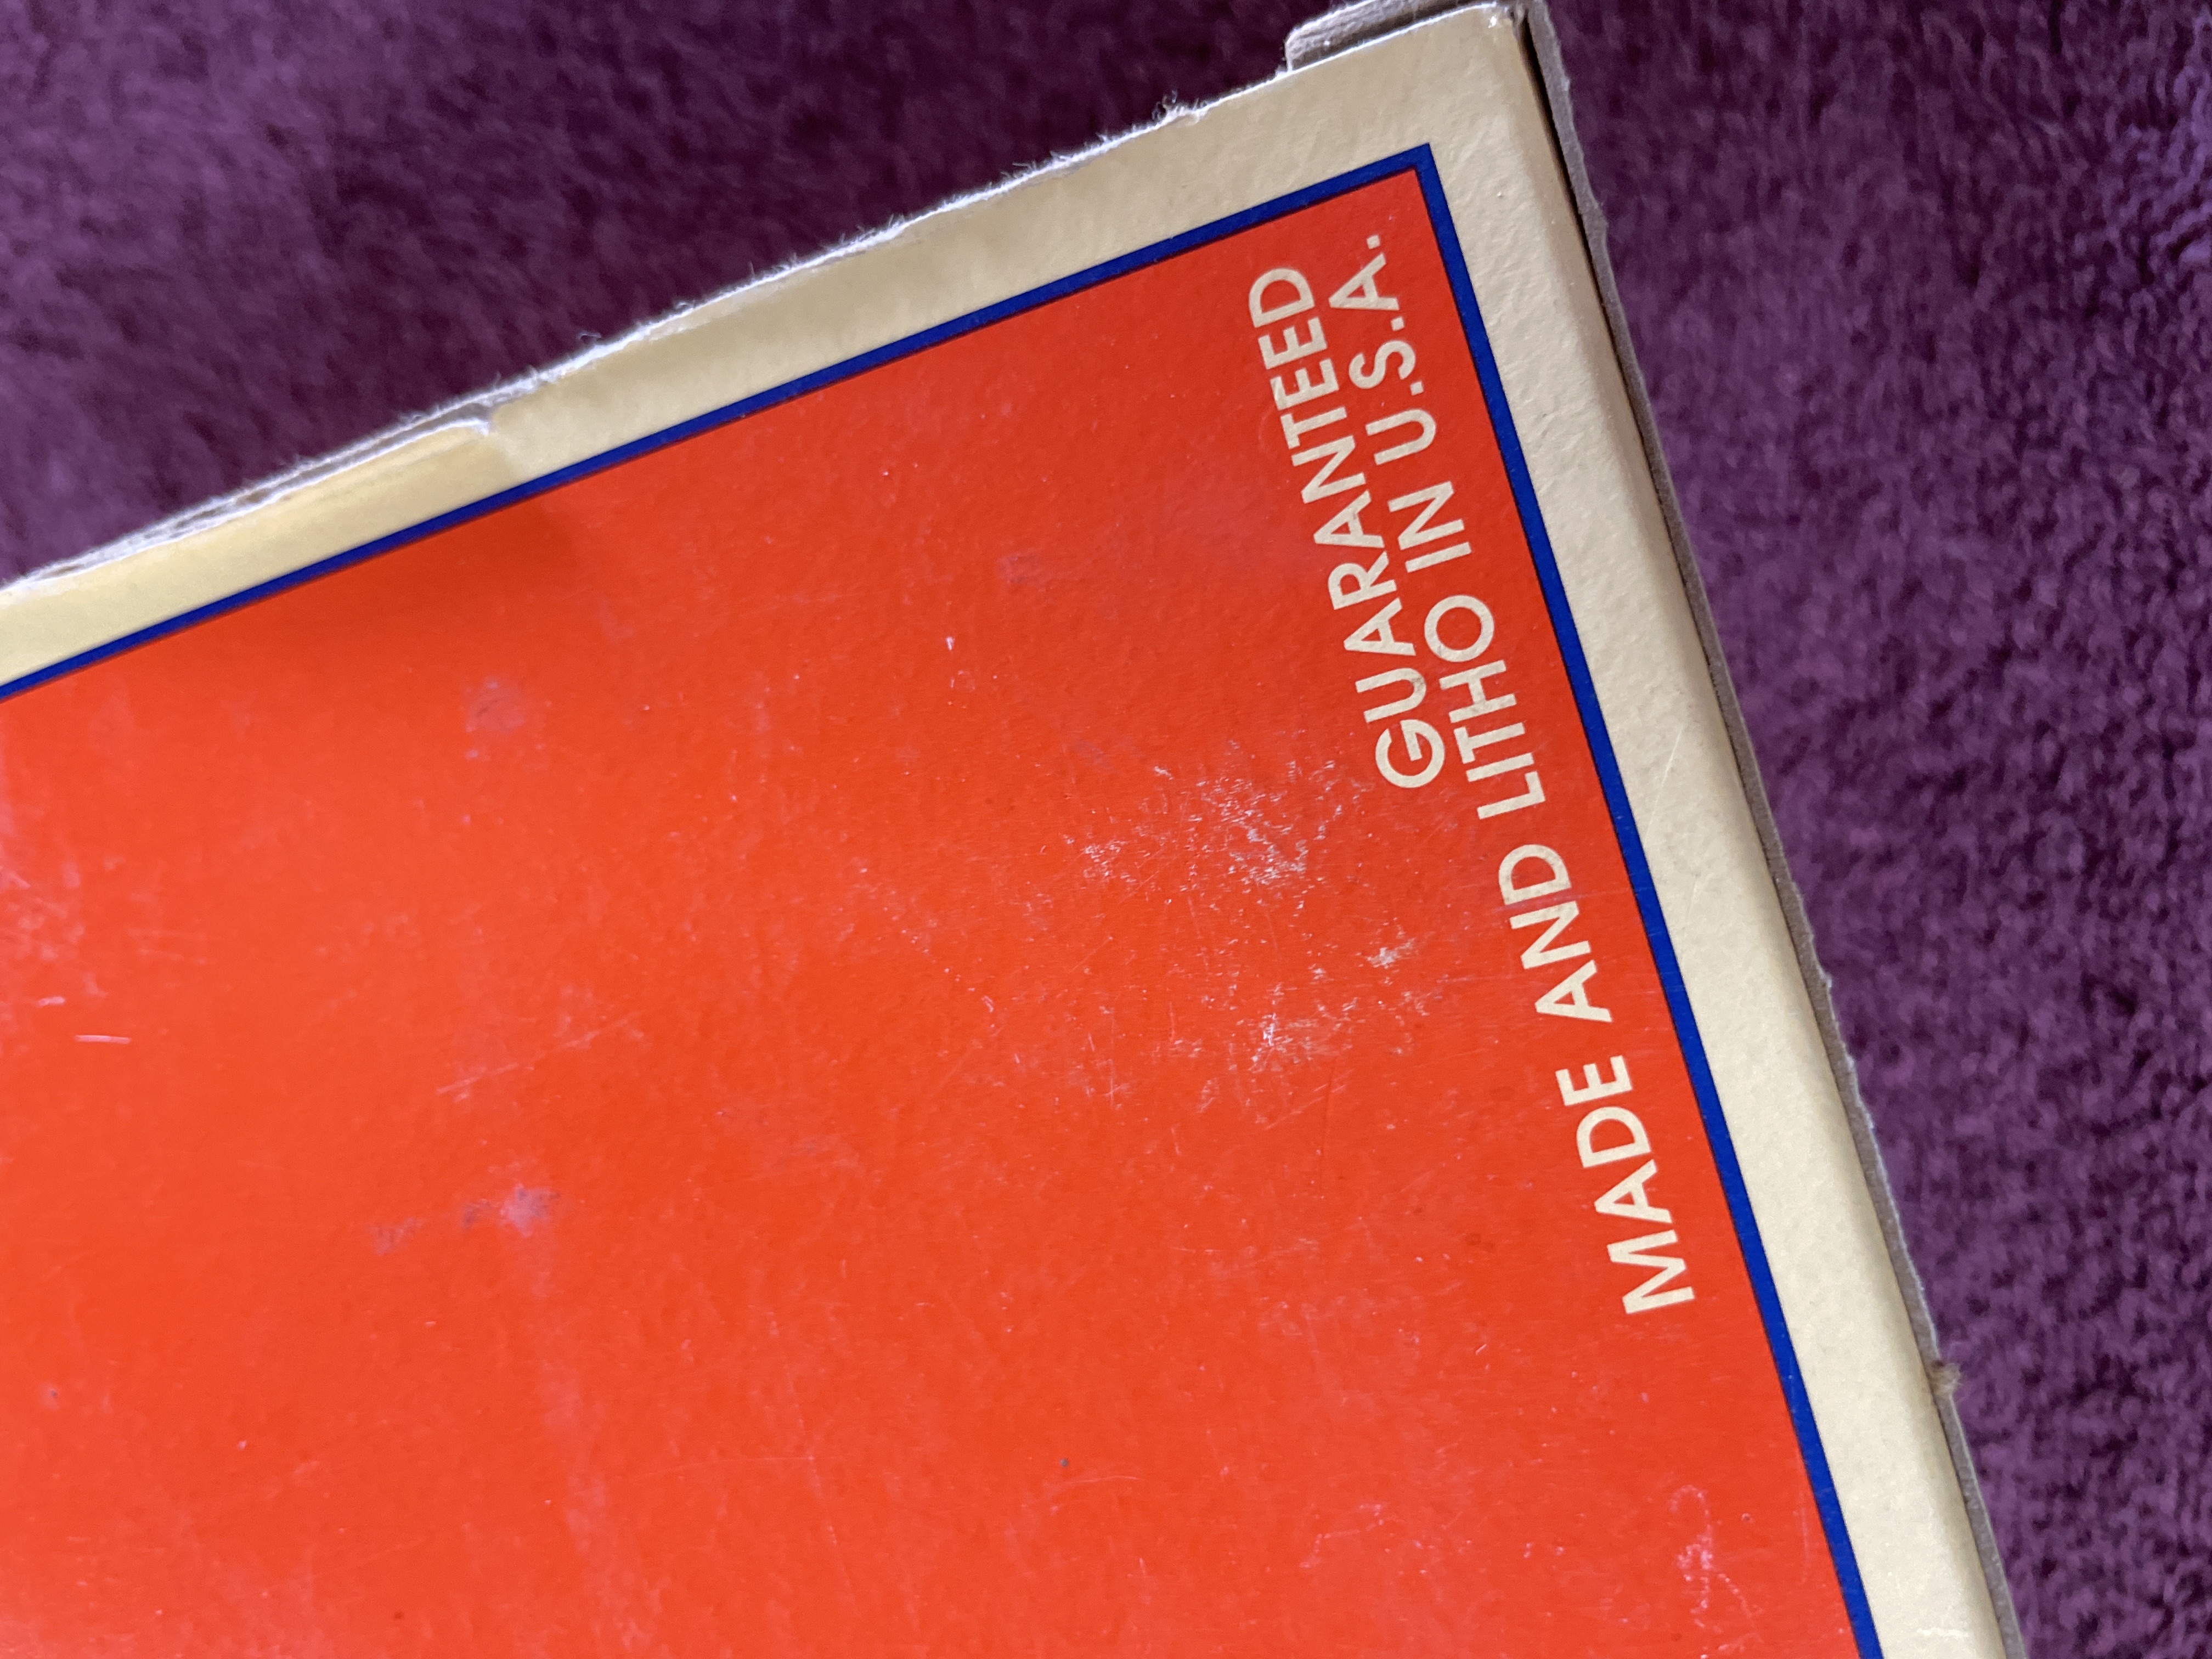 GUARANTEED
MADE AND LITHO IN U.S.A.